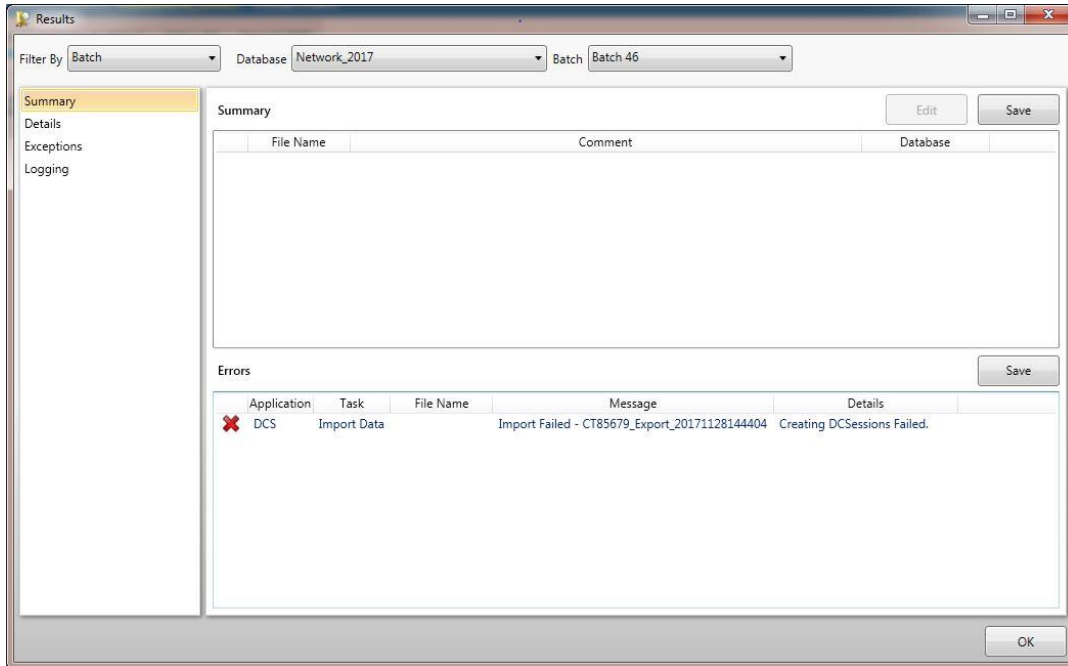 Results
Filter By Batch Database Network_2017 Batch Batch 46
Summary
Details
Exceptions
Logging
Summary Edit Save
File Name Comment Database
Errors Save
Application Task File Name Message Details
DCS Import Data Import Failed - CT85679_Export_20171128144404 Creating DCSessions Failed.
OK